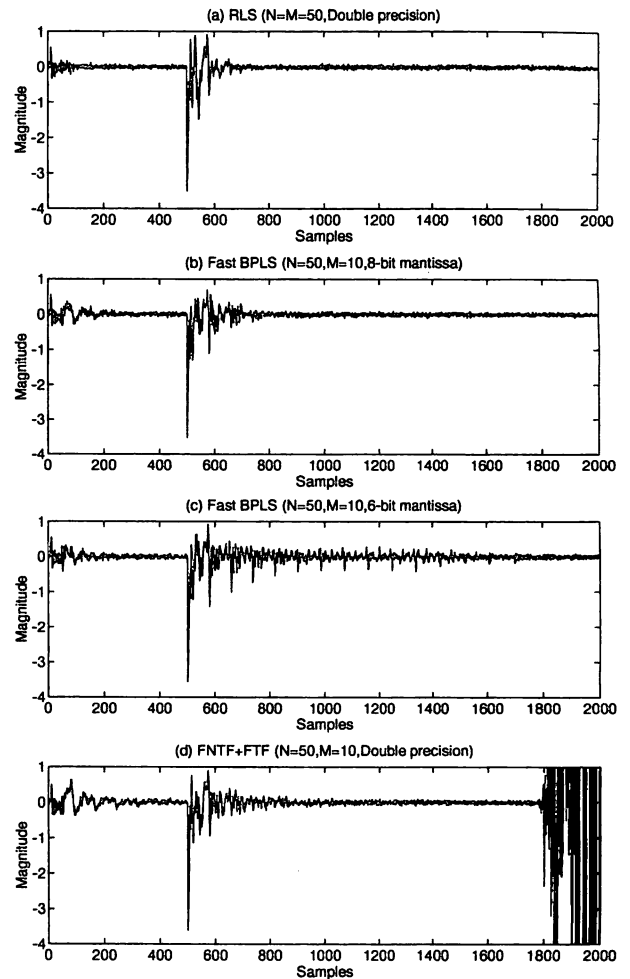 (a) RLS (N=M=50,Double precision)
1
0
-1
-2
-3
-4
Magnitude
0 200 400 600 800 1000 1200 1400 1600 1800 2000
Samples
(b) Fast BPLS (N=50,M=10,8-bit mantissa)
1
0
-1
-2
-3
-4
Magnitude
0 200 400 600 800 1000 1200 1400 1600 1800 2000
Samples
(c) Fast BPLS (N=50,M=10,6-bit mantissa)
1
0
-1
-2
-3
-4
Magnitude
0 200 400 600 800 1000 1200 1400 1600 1800 2000
Samples
(d) FNTF+FTF (N=50,M=10,Double precision)
1
0
-1
-2
-3
-4
Magnitude
0 200 400 600 800 1000 1200 1400 1600 1800 2000
Samples